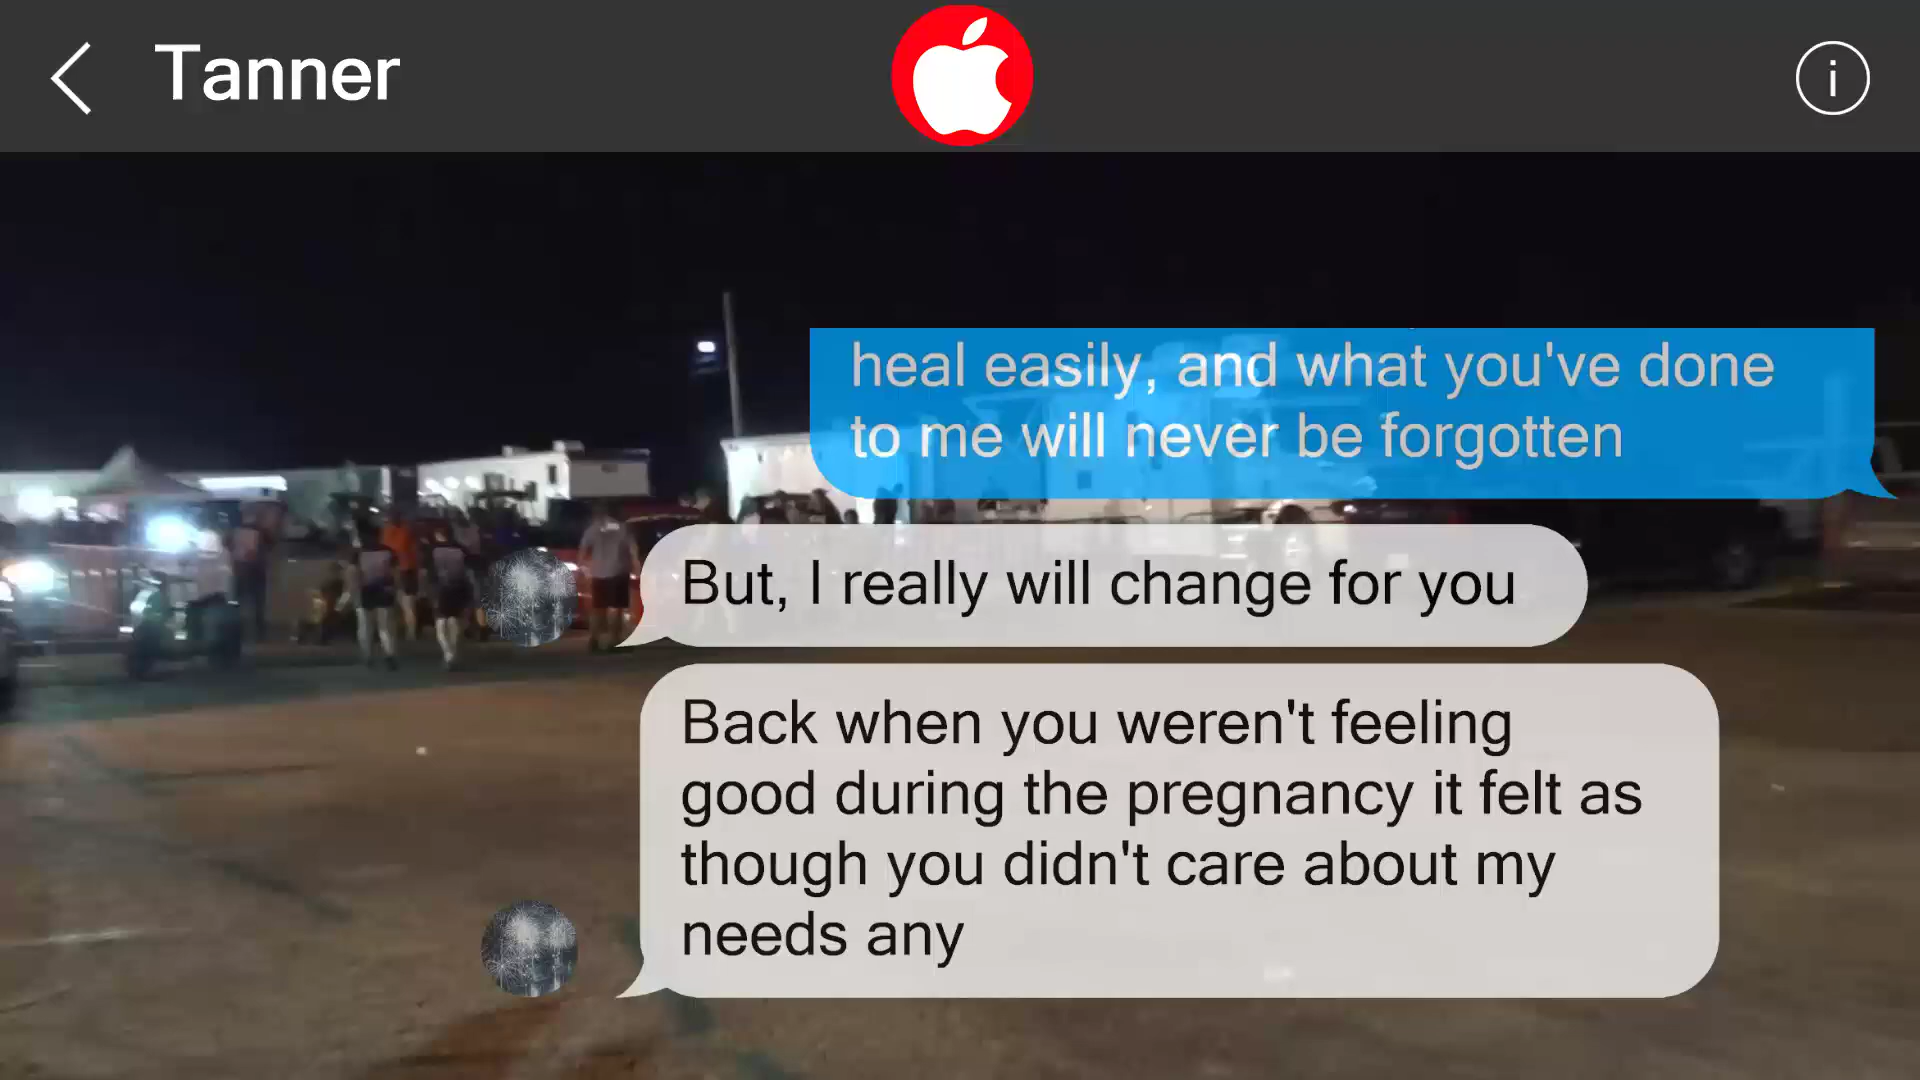 Tanner
i
heal easily, and what you've done
to me will never be forgotten
But, I really will change for you
Back when you weren't feeling
good during the pregnancy it felt as
though you didn't care about my
needs any